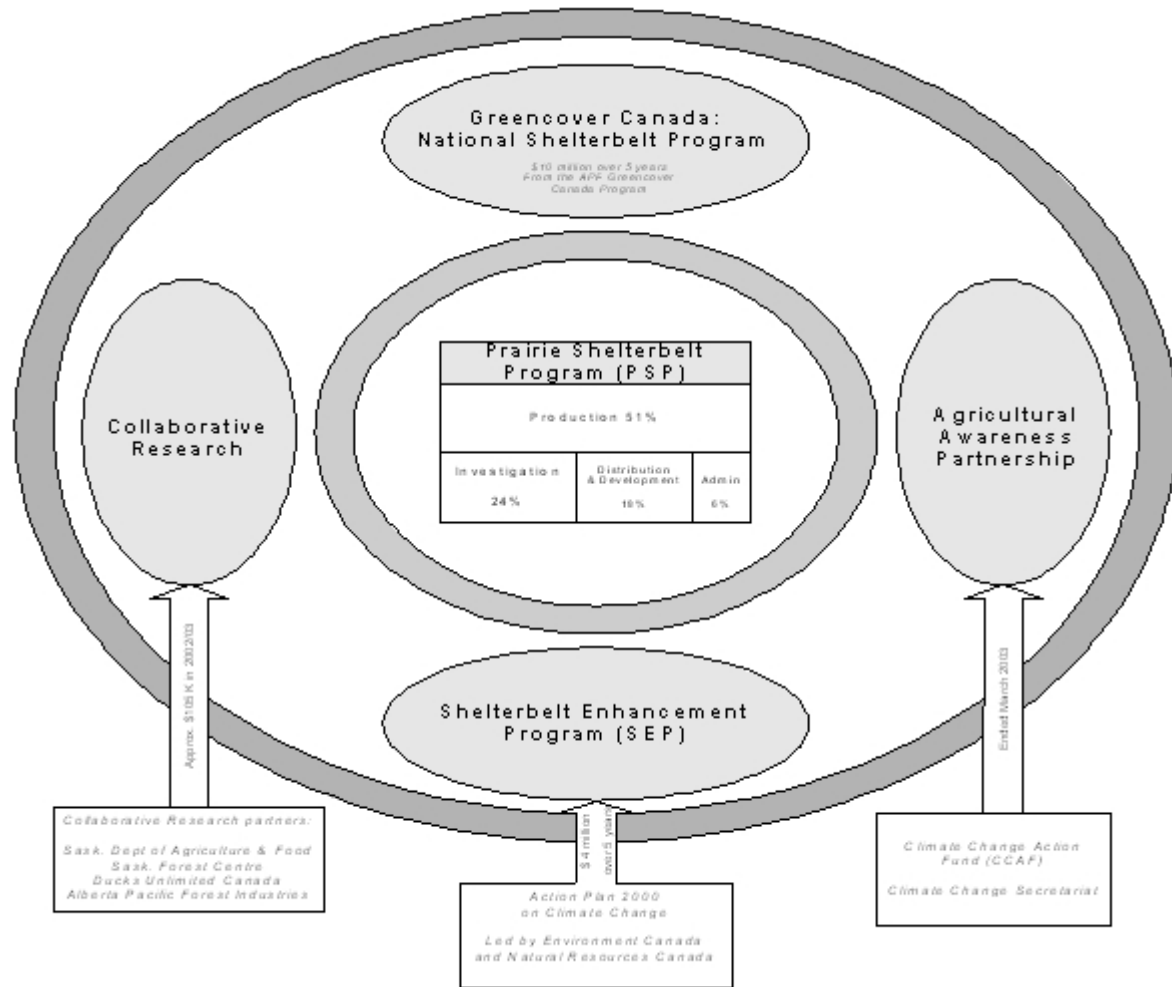 Greencover Canada:
National Shelterbelt Program
$10 million over 5 years
From the APF Greencover
Canada Program
Collaborative
Research
Prairie Shelterbelt
Program (PSP)
Production 51%
Investigation
24%
Distribution
& Development
19%
Admin
6%
Agricultural
Awareness
Partnership
Shelterbelt Enhancement
Program (SEP)
Approx. $105 K in 2002/03
$ 4 million
over 5 years
Ended March 2003
Collaborative Research partners:
Sask. Dept of Agriculture & Food
Sask. Forest Centre
Ducks Unlimited Canada
Alberta Pacific Forest Industries
Action Plan 2000
on Climate Change
Led by Environment Canada
and Natural Resources Canada
Climate Change Action
Fund (CCAF)
Climate Change Secretariat